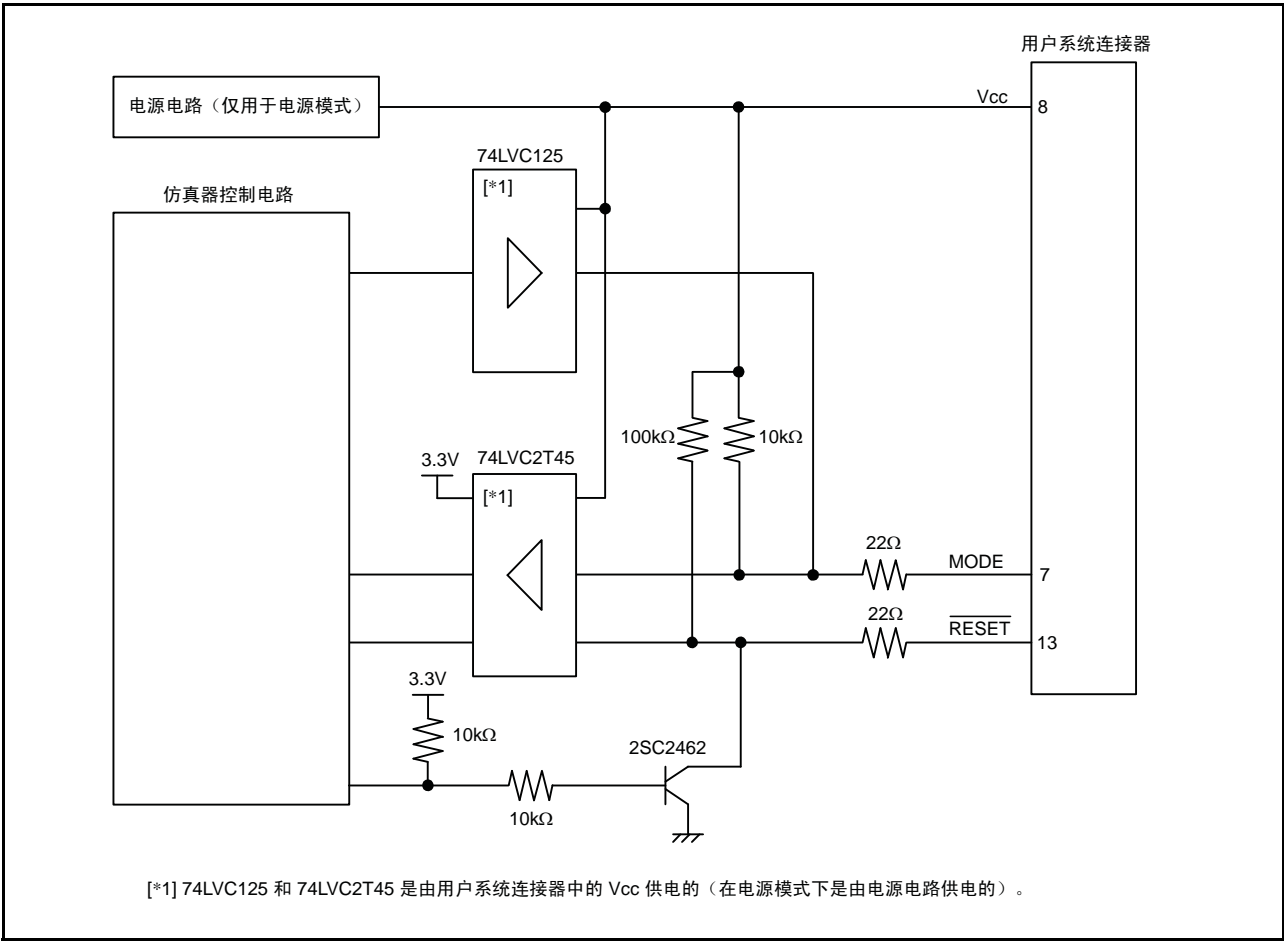 用户系统连接器
电源电路（仅用于电源模式）
Vcc
8
74LVC125
[*1]
仿真器控制电路
100kΩ
10kΩ
3.3V
74LVC2T45
[*1]
22Ω
MODE
7
22Ω
RESET
13
3.3V
10kΩ
2SC2462
10kΩ
[*1] 74LVC125 和 74LVC2T45 是由用户系统连接器中的 Vcc 供电的（在电源模式下是由电源电路供电的）。